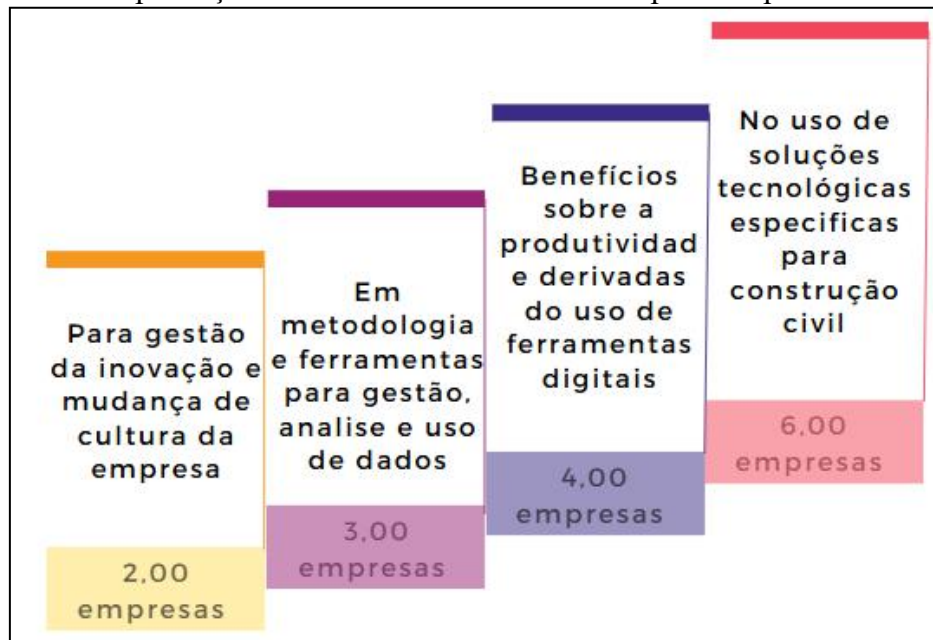 Para gestão
da inovação e
mudança de
cultura da
empresa
2,00
empresas
Em
metodologia
e ferramentas
para gestão,
analise e uso
de dados
3,00
empresas
Benefícios
sobre a
produtividad
e derivadas
do uso de
ferramentas
digitais
4,00
empresas
No uso de
soluções
tecnológicas
especificas
para
construção
civil
6,00
empresas